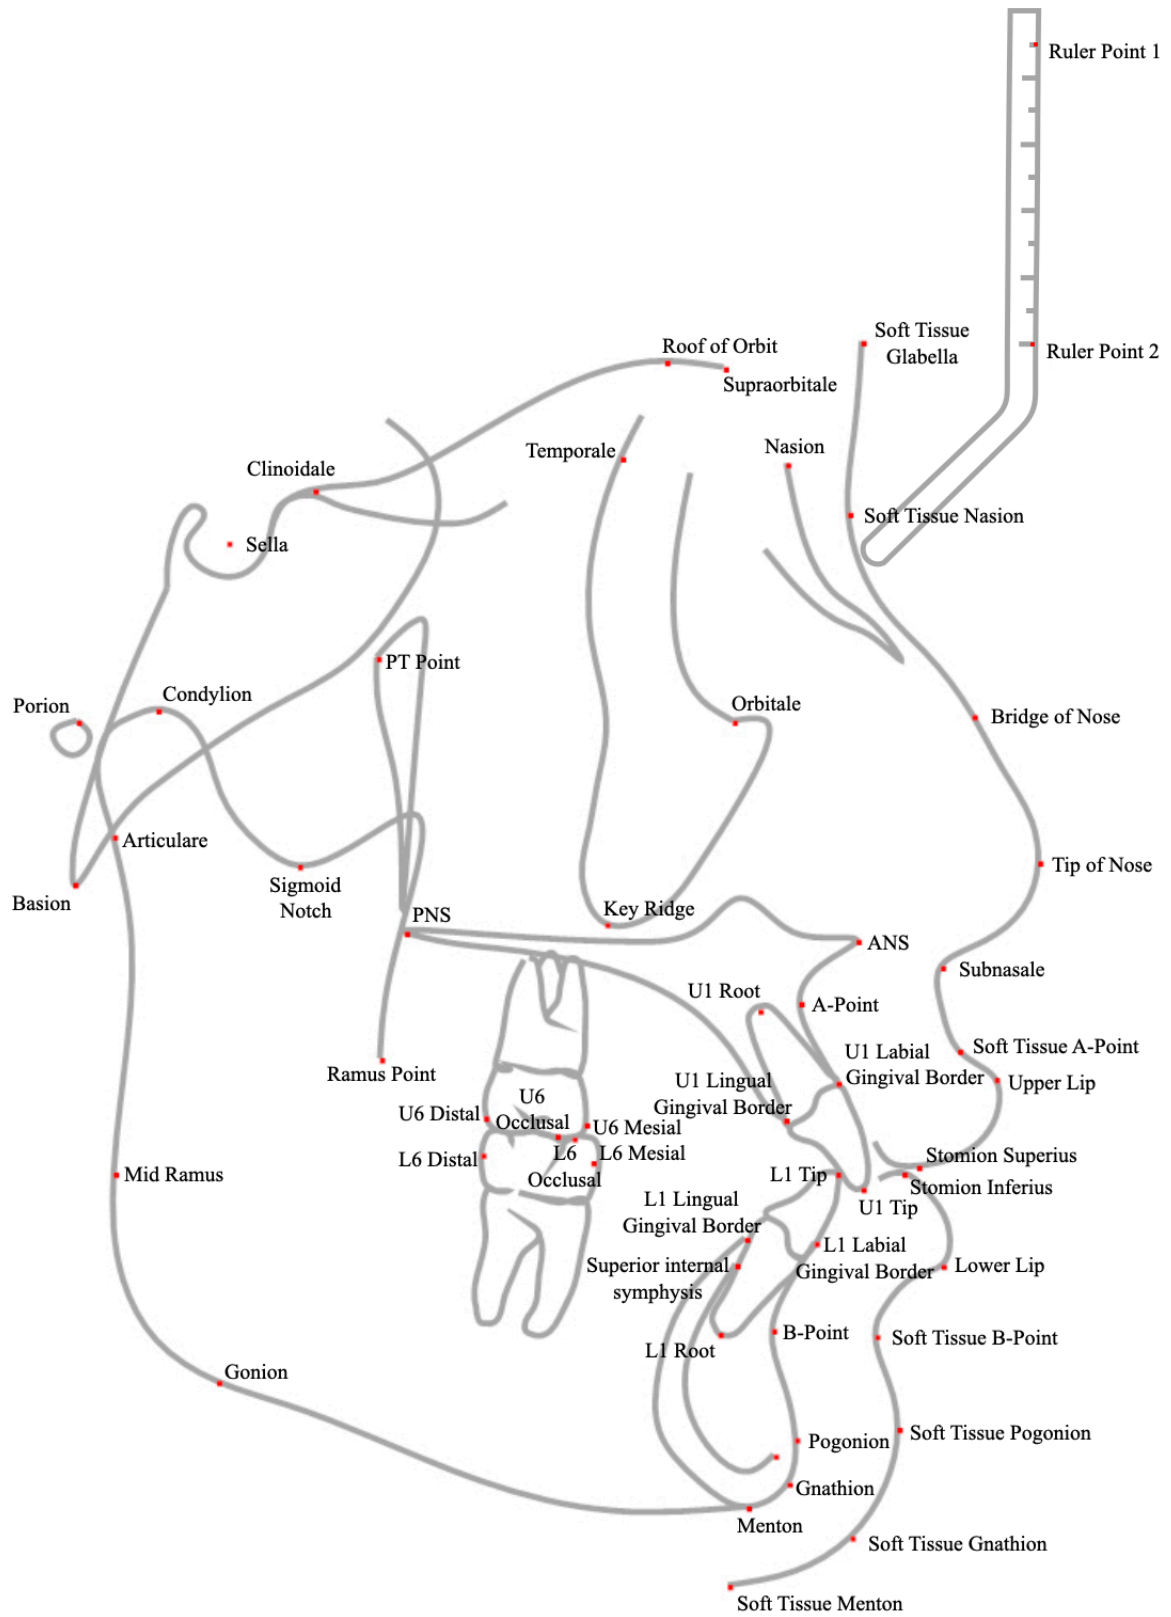 Ruler Point 1
Soft Tissue
Glabella
Ruler Point 2
Roof of Orbit
Supraorbitale
Temporale
Nasion
Clinoidale
Soft Tissue Nasion
Sella
PT Point
Condylion
Porion
Orbitale
Bridge of Nose
Articulare
Tip of Nose
Sigmoid
Notch
Basion
Key Ridge
PNS
ANS
Subnasale
U1 Root
A-Point
Soft Tissue A-Point
U1 Labial
Gingival Border
Ramus Point
Upper Lip
U1 Lingual
Gingival Border
U6
Occlusal
U6 Distal
U6 Mesial
L6 Distal
L6
Occlusal
L6 Mesial
Stomion Superius
Mid Ramus
L1 Tip
Stomion Inferius
U1 Tip
L1 Lingual
Gingival Border
L1 Labial
Gingival Border
Superior internal
symphysis
Lower Lip
B-Point
Soft Tissue B-Point
L1 Root
Gonion
Soft Tissue Pogonion
Pogonion
Gnathion
Menton
Soft Tissue Gnathion
Soft Tissue Menton